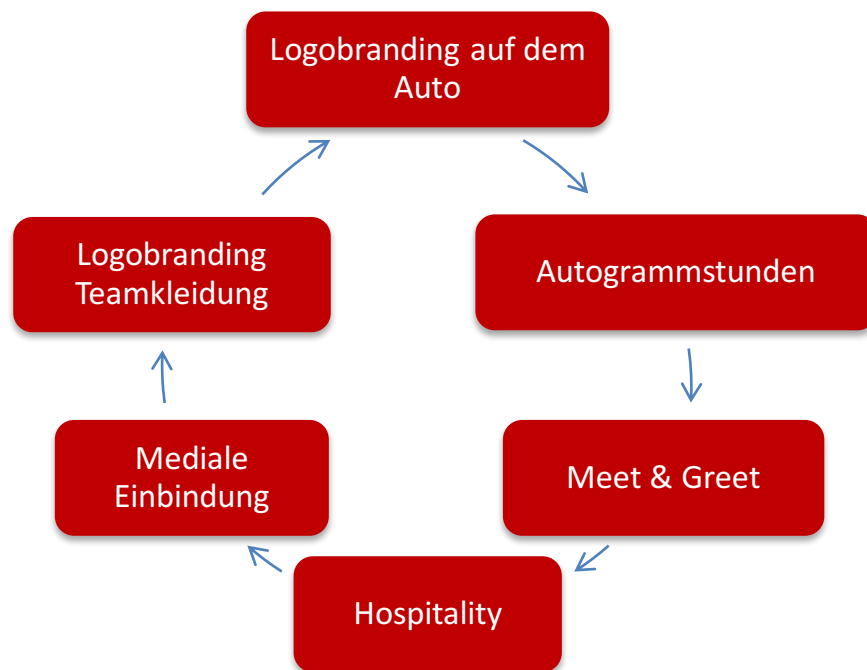 Logobranding auf dem
Auto
Autogrammstunden
Meet & Greet
Hospitality
Mediale
Einbindung
Logobranding
Teamkleidung